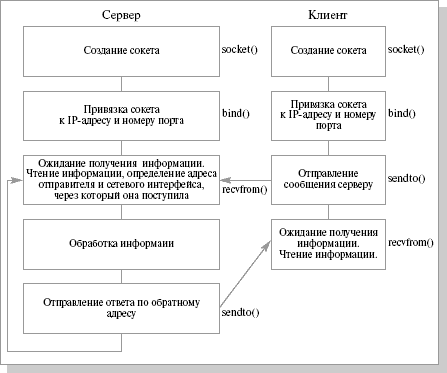 Сервер
Создание сокета
socket()
Привязка сокета
к IP-адресу и номеру порта
bind()
Ожидание получения информации.
Чтение информации, определение адреса
отправителя и сетевого интерфейса,
через который она поступила
recvfrom()
Обработка информаии
Отправление ответа по обратному
адресу
sendto()
Клиент
Создание сокета
socket()
Привязка сокета
к IP-адресу и номеру
порта
bind()
Отправление
сообщения серверу
sendto()
Ожидание получения
информации.
Чтение информации.
recvfrom()